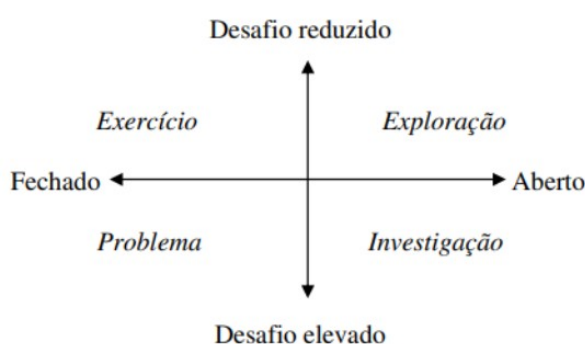 Desafio reduzido
Exercício Exploração
Fechado Aberto
Problema Investigação
Desafio elevado